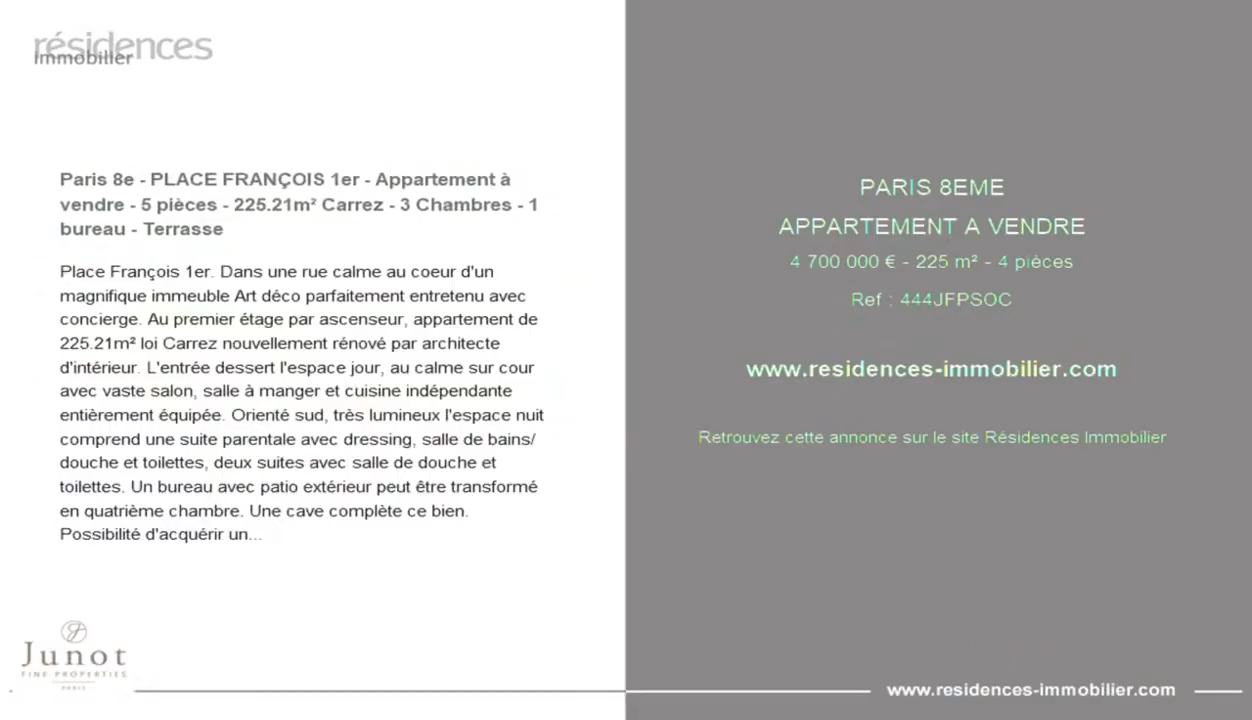 résidences
immobilier
Paris 8e - PLACE FRANÇOIS 1er - Appartement à
vendre - 5 pièces - 225.21m² Carrez - 3 Chambres - 1
bureau - Terrasse
Place François 1er. Dans une rue calme au coeur d'un
magnifique immeuble Art déco parfaitement entretenu avec
concierge. Au premier étage par ascenseur, appartement de
225.21m² loi Carrez nouvellement rénové par architecte
d'intérieur. L'entrée dessert l'espace jour, au calme sur cour
avec vaste salon, salle à manger et cuisine indépendante
entièrement équipée. Orienté sud, très lumineux l'espace nuit
comprend une suite parentale avec dressing, salle de bains/
douche et toilettes, deux suites avec salle de douche et
toilettes. Un bureau avec patio extérieur peut être transformé
en quatrième chambre. Une cave complète ce bien.
Possibilité d'acquérir un...
Junot
FINE PROPERTIES
PARIS
PARIS 8EME
APPARTEMENT A VENDRE
4 700 000 € - 225 m² - 4 pièces
Ref : 444JFPSOC
www.residences-immobilier.com
Retrouvez cette annonce sur le site Résidences Immobilier
www.residences-immobilier.com